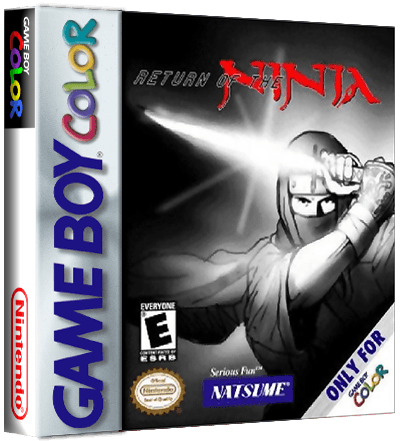 GAME BOY
COLOR
Nintendo®
GAME BOY COLOR
RETURN OF THE
NINJA
EVERYONE
E
CONTENT RATED BY
ESRB
Official
Nintendo
Seal of Quality
Serious Fun™
NATSUME®
ONLY FOR
GAME BOY
COLOR